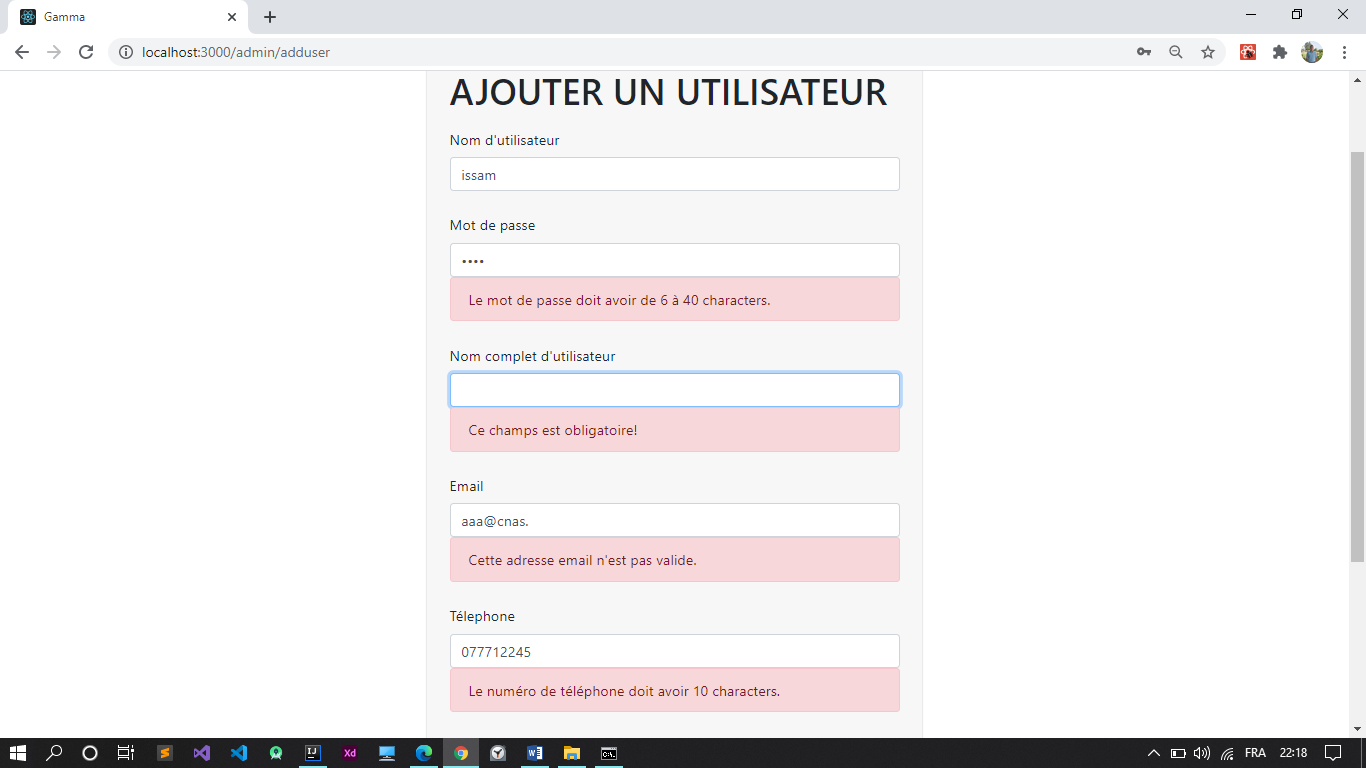 Gamma
localhost:3000/admin/adduser
AJOUTER UN UTILISATEUR
Nom d'utilisateur
issam
Mot de passe
••••
Le mot de passe doit avoir de 6 à 40 characters.
Nom complet d'utilisateur
Ce champs est obligatoire!
Email
aaa@cnas.
Cette adresse email n'est pas valide.
Télephone
077712245
Le numéro de téléphone doit avoir 10 characters.
IJ
Xd
W
C:\_
FRA
22:18